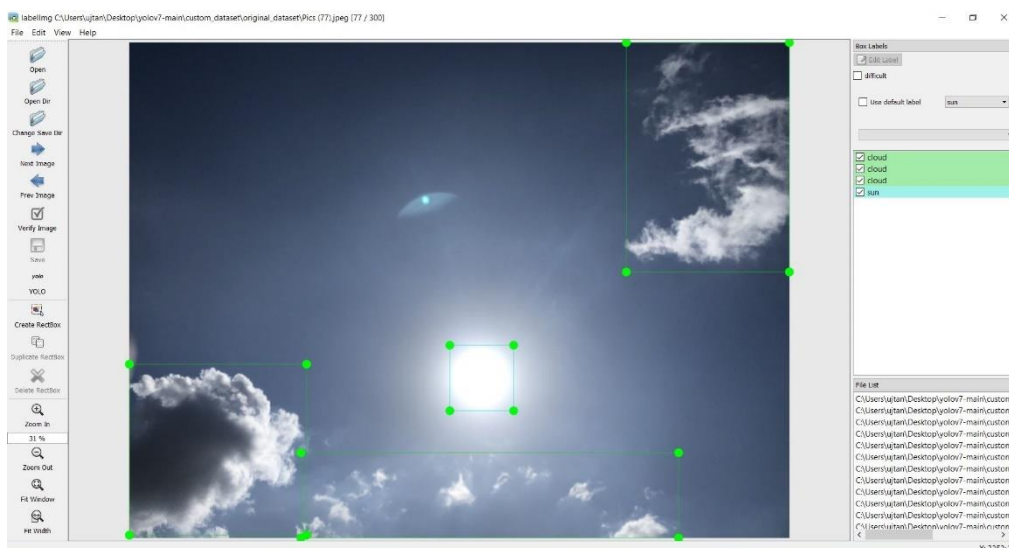 labelImg C:\Users\ujtan\Desktop\yolov7-main\custom_dataset\original_dataset\Pics (77).jpeg [77 / 300]
File Edit View Help
Open
Open Dir
Change Save Dir
Next Image
Prev Image
Verify Image
Save
yolo
YOLO
Create RectBox
Duplicate RectBox
Delete RectBox
Zoom In
31 %
Zoom Out
Fit Window
Fit Width
Box Labels
Edit Label
difficult
Use default label
sun
cloud
cloud
cloud
sun
File List
C:\Users\ujtan\Desktop\yolov7-main\custon
C:\Users\ujtan\Desktop\yolov7-main\custon
C:\Users\ujtan\Desktop\yolov7-main\custon
C:\Users\ujtan\Desktop\yolov7-main\custon
C:\Users\ujtan\Desktop\yolov7-main\custon
C:\Users\ujtan\Desktop\yolov7-main\custon
C:\Users\ujtan\Desktop\yolov7-main\custon
C:\Users\ujtan\Desktop\yolov7-main\custon
C:\Users\ujtan\Desktop\yolov7-main\custon
C:\Users\ujtan\Desktop\yolov7-main\custon
C:\Users\ujtan\Desktop\yolov7-main\custon
C:\Users\ujtan\Desktop\yolov7-main\custon